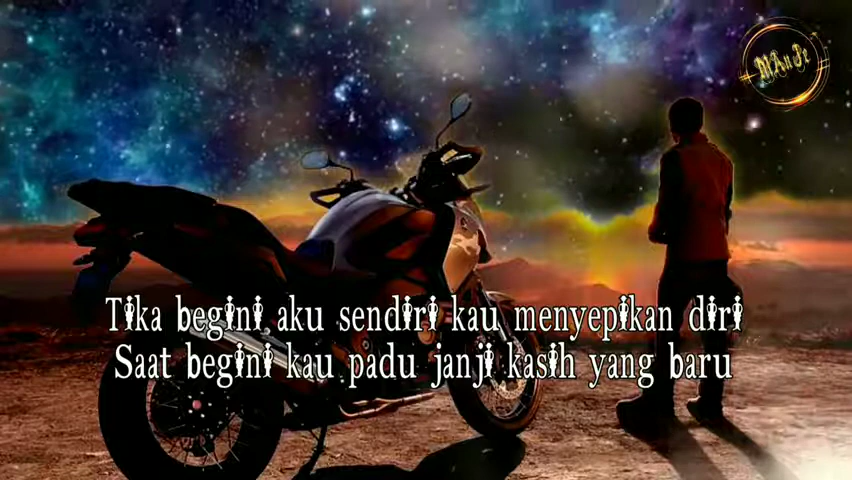 Tika begini aku sendiri kau menyepikan diri
Saat begini kau padu janji kasih yang baru